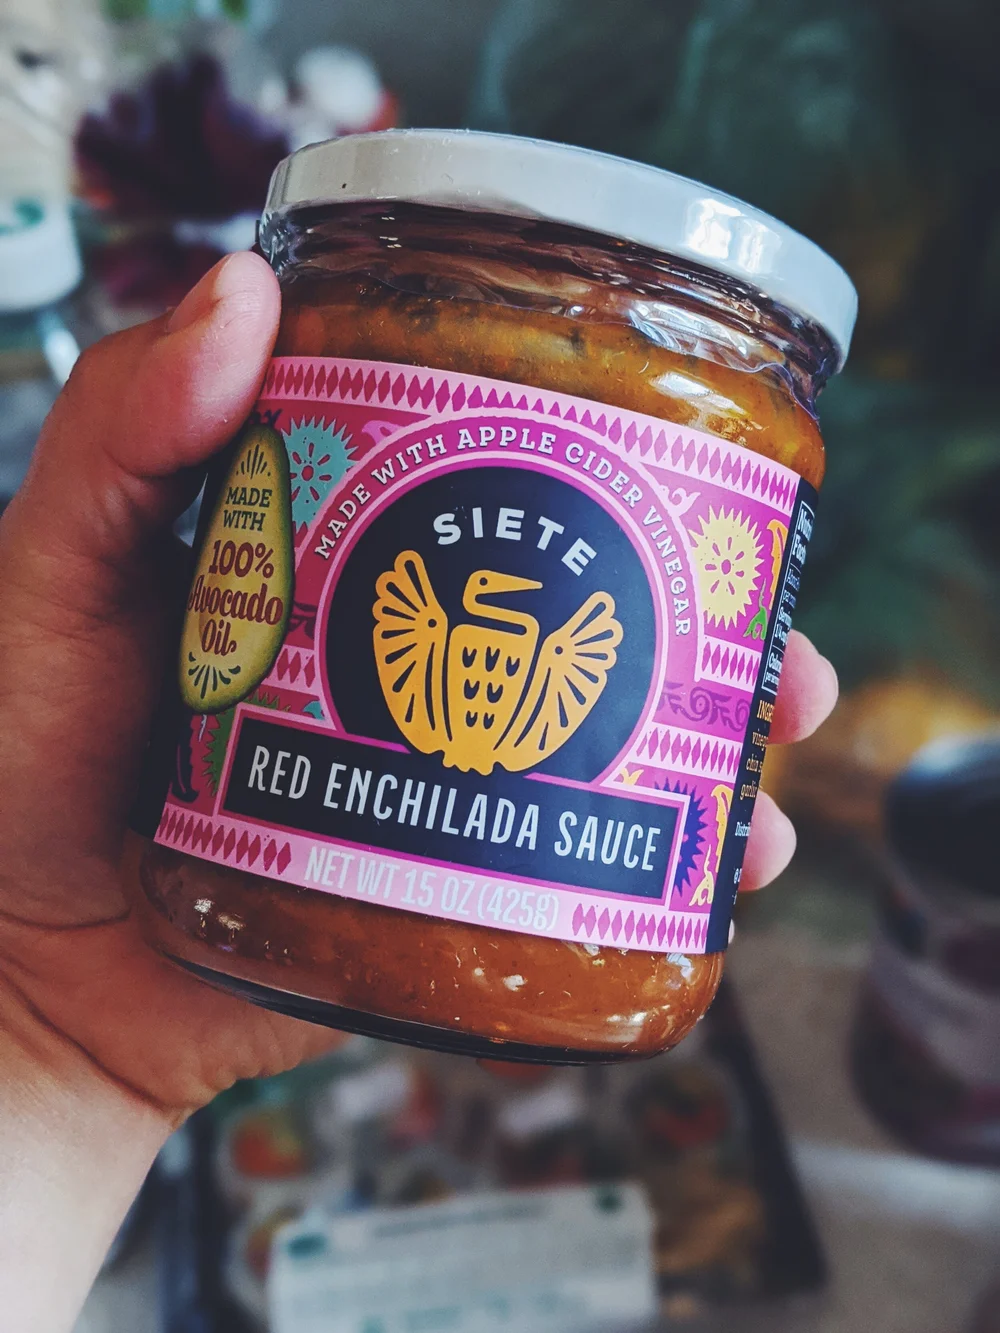 MADE WITH APPLE CIDER VINEGAR
SIETE
MADE
WITH
100%
Avocado
Oil
RED ENCHILADA SAUCE
NET WT 15 OZ (425g)